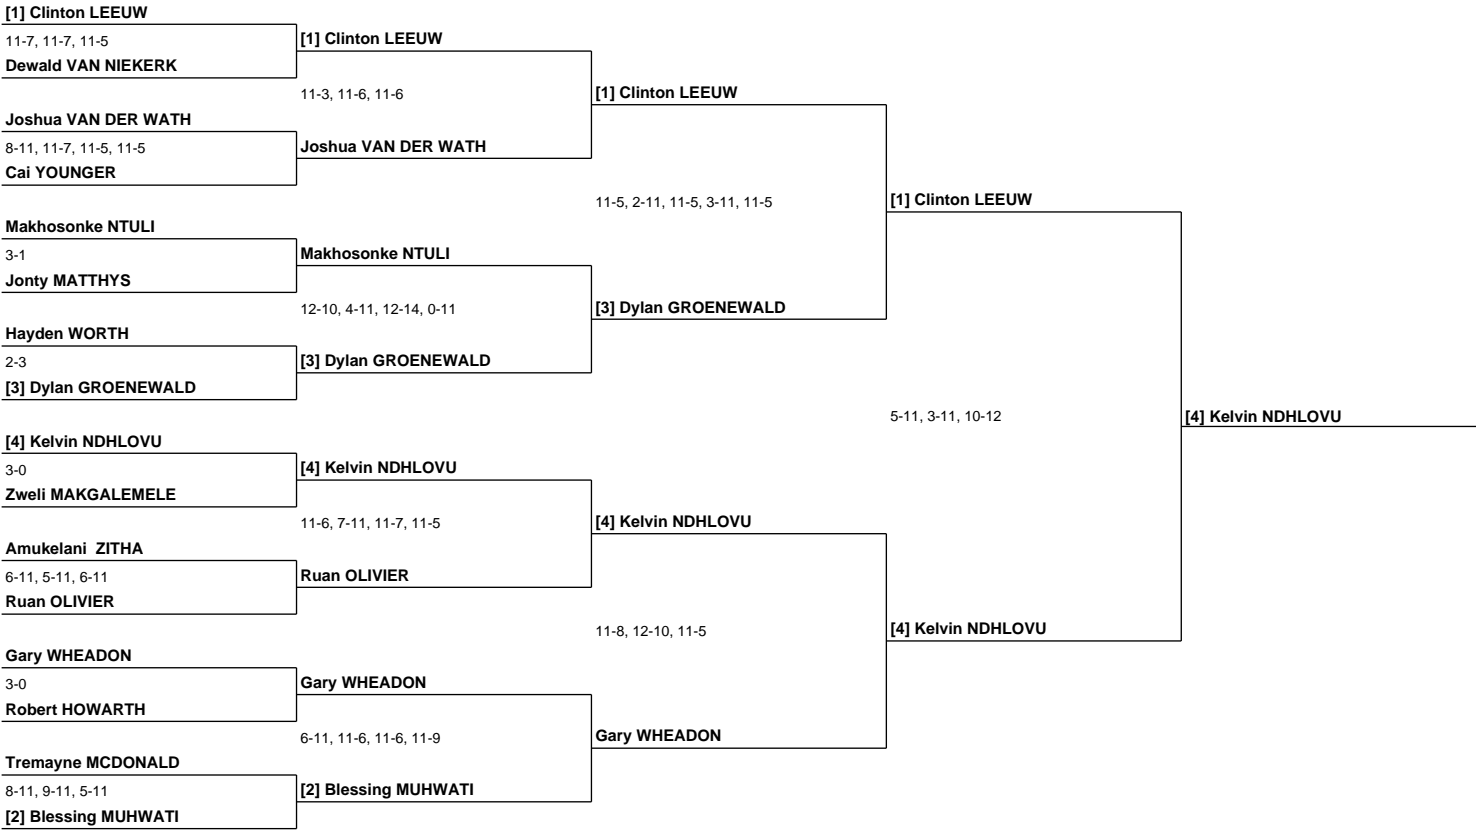 [1] Clinton LEEUW
11-7, 11-7, 11-5
[1] Clinton LEEUW
Dewald VAN NIEKERK
11-3, 11-6, 11-6
[1] Clinton LEEUW
Joshua VAN DER WATH
8-11, 11-7, 11-5, 11-5
Joshua VAN DER WATH
Cai YOUNGER
11-5, 2-11, 11-5, 3-11, 11-5
[1] Clinton LEEUW
Makhosonke NTULI
3-1
Makhosonke NTULI
Jonty MATTHYS
12-10, 4-11, 12-14, 0-11
[3] Dylan GROENEWALD
Hayden WORTH
2-3
[3] Dylan GROENEWALD
[3] Dylan GROENEWALD
5-11, 3-11, 10-12
[4] Kelvin NDHLOVU
[4] Kelvin NDHLOVU
3-0
[4] Kelvin NDHLOVU
Zweli MAKGALEMELE
11-6, 7-11, 11-7, 11-5
[4] Kelvin NDHLOVU
Amukelani  ZITHA
6-11, 5-11, 6-11
Ruan OLIVIER
Ruan OLIVIER
11-8, 12-10, 11-5
[4] Kelvin NDHLOVU
Gary WHEADON
3-0
Gary WHEADON
Robert HOWARTH
6-11, 11-6, 11-6, 11-9
Gary WHEADON
Tremayne MCDONALD
8-11, 9-11, 5-11
[2] Blessing MUHWATI
[2] Blessing MUHWATI